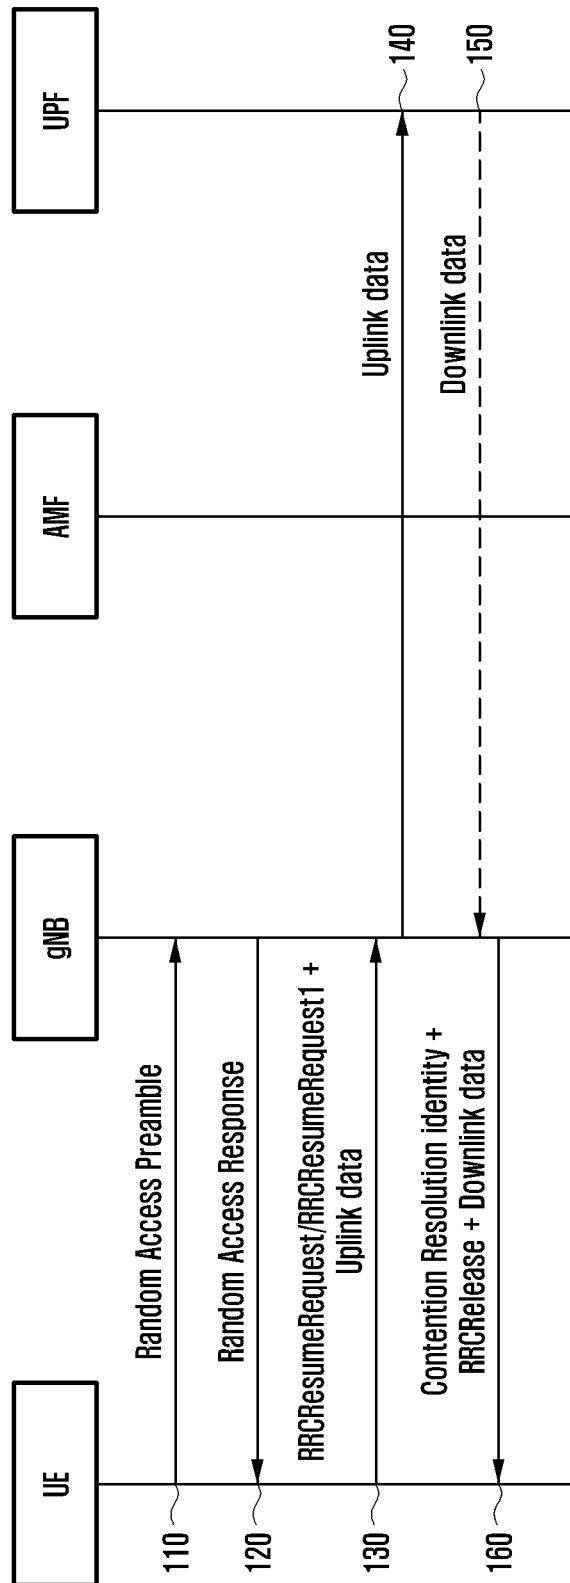 UE
gNB
AMF
UPF
110
Random Access Preamble
120
Random Access Response
130
RRCResumeRequest/RRCResumeRequest1 +
Uplink data
Uplink data
140
Downlink data
150
160
Contention Resolution identity +
RRCRelease + Downlink data